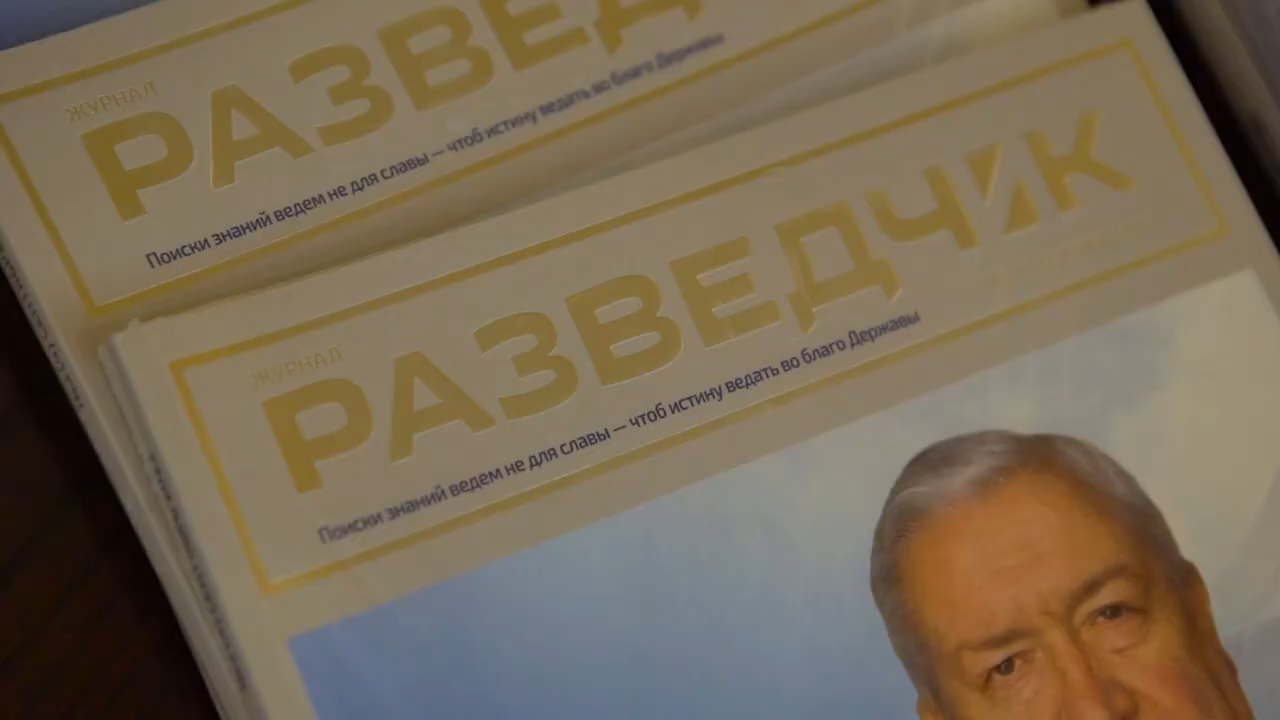 ЖУРНАЛ
РАЗВЕД
Поиски знаний ведем не для славы — чтоб истину ведать во благо Державы
ЖУРНАЛ
РАЗВЕДЧИК
Поиски знаний ведем не для славы — чтоб истину ведать во благо Державы